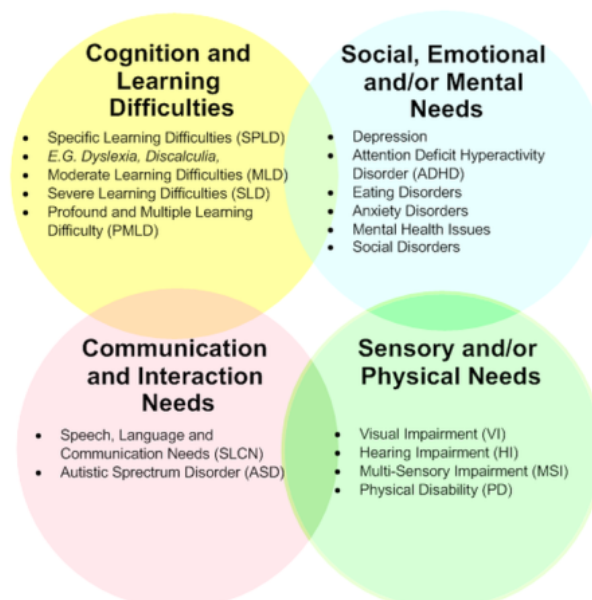 Cognition and
Learning
Difficulties
• Specific Learning Difficulties (SPLD)
• E.G. Dyslexia, Discalculia,
• Moderate Learning Difficulties (MLD)
• Severe Learning Difficulties (SLD)
• Profound and Multiple Learning
Difficulty (PMLD)
Social, Emotional
and/or Mental
Needs
• Depression
• Attention Deficit Hyperactivity
Disorder (ADHD)
• Eating Disorders
• Anxiety Disorders
• Mental Health Issues
• Social Disorders
Communication
and Interaction
Needs
• Speech, Language and
Communication Needs (SLCN)
• Autistic Sprectrum Disorder (ASD)
Sensory and/or
Physical Needs
• Visual Impairment (VI)
• Hearing Impairment (HI)
• Multi-Sensory Impairment (MSI)
• Physical Disability (PD)